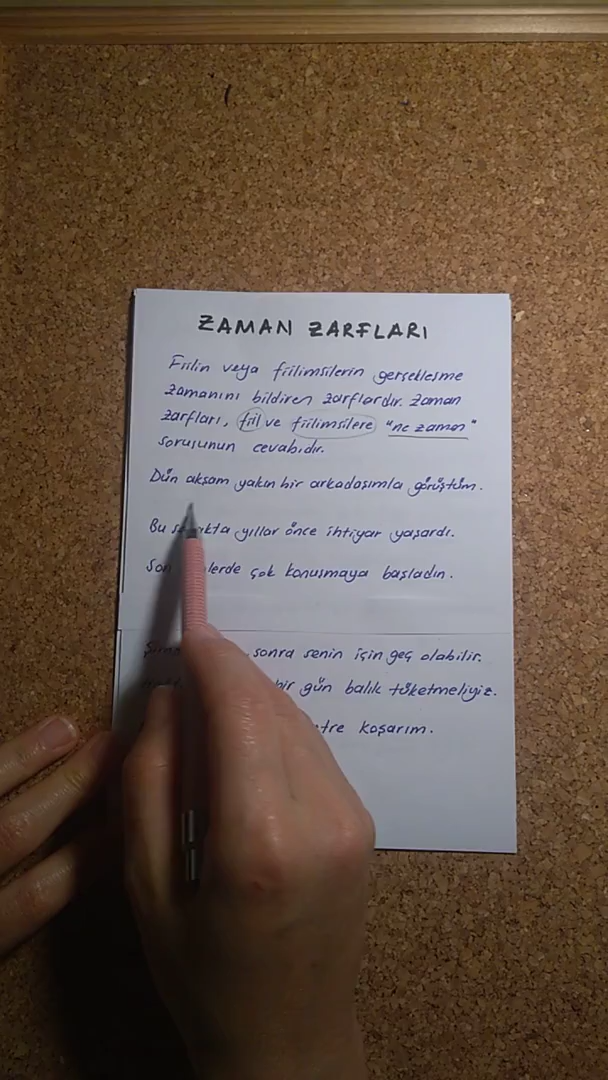 ZAMAN ZARFLARI
Fiilin veya fiilimsilerin gerçekleşme
zamanını bildiren zarflardır. Zaman
zarfları, fiil ve fiilimsilere "ne zaman"
sorusunun cevabıdır.
Dün akşam yakın bir arkadaşımla görüştüm.
Bu yıllar önce ihtiyar yaşardı.
Son çok konuşmaya başladın.
sonra senin için geç olabilir.
bir gün balık tüketmeliyiz.
koşarım.